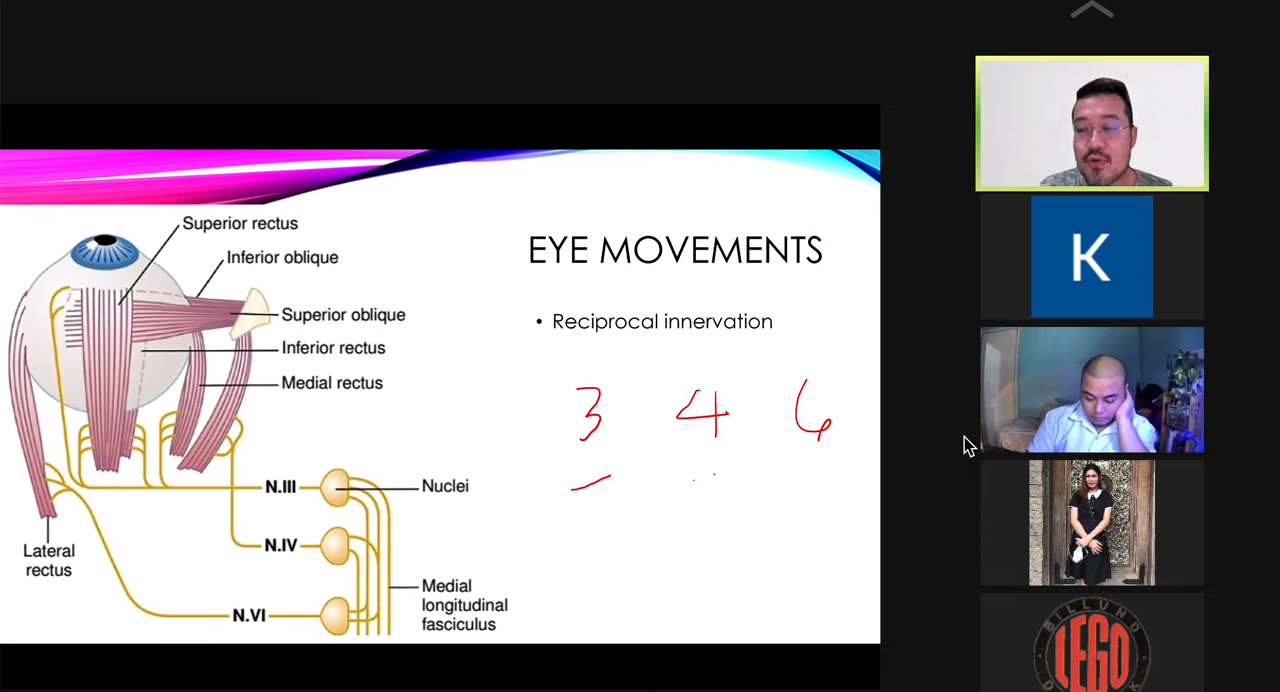 Superior rectus
Inferior oblique
Superior oblique
Inferior rectus
Medial rectus
N.III
Nuclei
N.IV
Medial
longitudinal
fasciculus
N.VI
Lateral
rectus
EYE MOVEMENTS
• Reciprocal innervation
3 4 6
K
BILLUND
LEGO